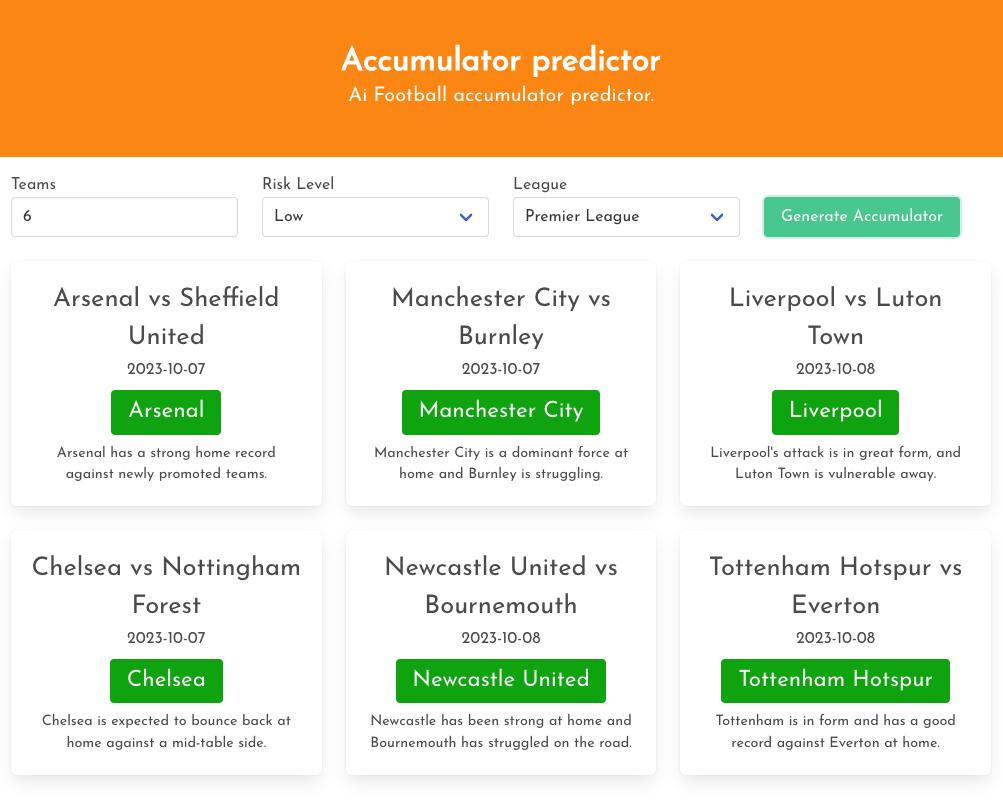 Accumulator predictor
Ai Football accumulator predictor.
Teams
Risk Level
League
6
Low
Premier League
Generate Accumulator
Arsenal vs Sheffield
United
2023-10-07
Arsenal
Arsenal has a strong home record
against newly promoted teams.
Manchester City vs
Burnley
2023-10-07
Manchester City
Manchester City is a dominant force at
home and Burnley is struggling.
Liverpool vs Luton
Town
2023-10-08
Liverpool
Liverpool's attack is in great form, and
Luton Town is vulnerable away.
Chelsea vs Nottingham
Forest
2023-10-07
Chelsea
Chelsea is expected to bounce back at
home against a mid-table side.
Newcastle United vs
Bournemouth
2023-10-08
Newcastle United
Newcastle has been strong at home and
Bournemouth has struggled on the road.
Tottenham Hotspur vs
Everton
2023-10-08
Tottenham Hotspur
Tottenham is in form and has a good
record against Everton at home.